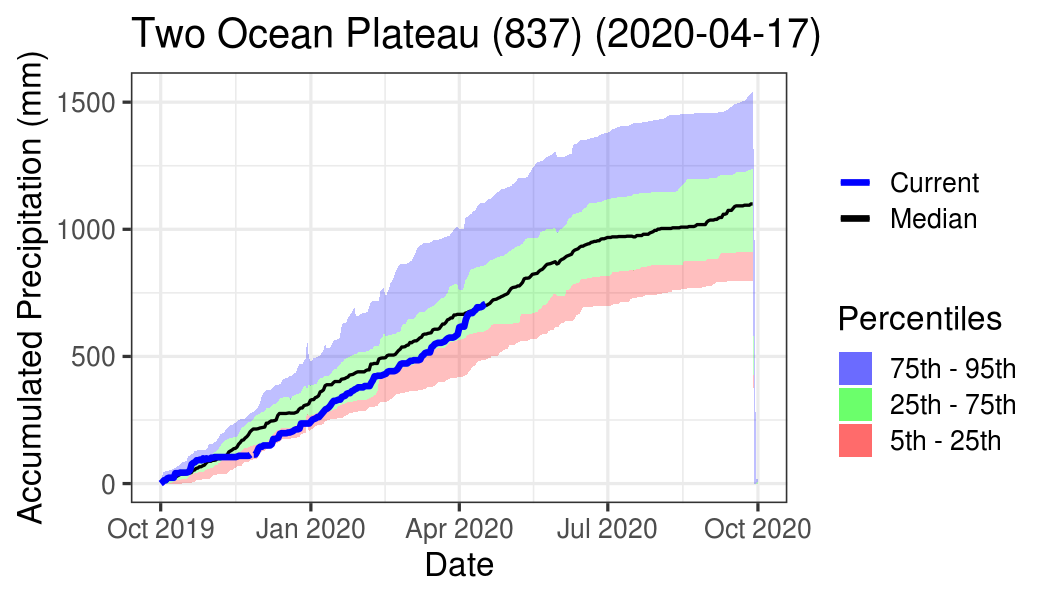 Two Ocean Plateau (837) (2020-04-17)
Accumulated Precipitation (mm)
1500
1000
500
0
Oct 2019
Jan 2020
Apr 2020
Jul 2020
Oct 2020
Date
Current
Median
Percentiles
75th - 95th
25th - 75th
5th - 25th